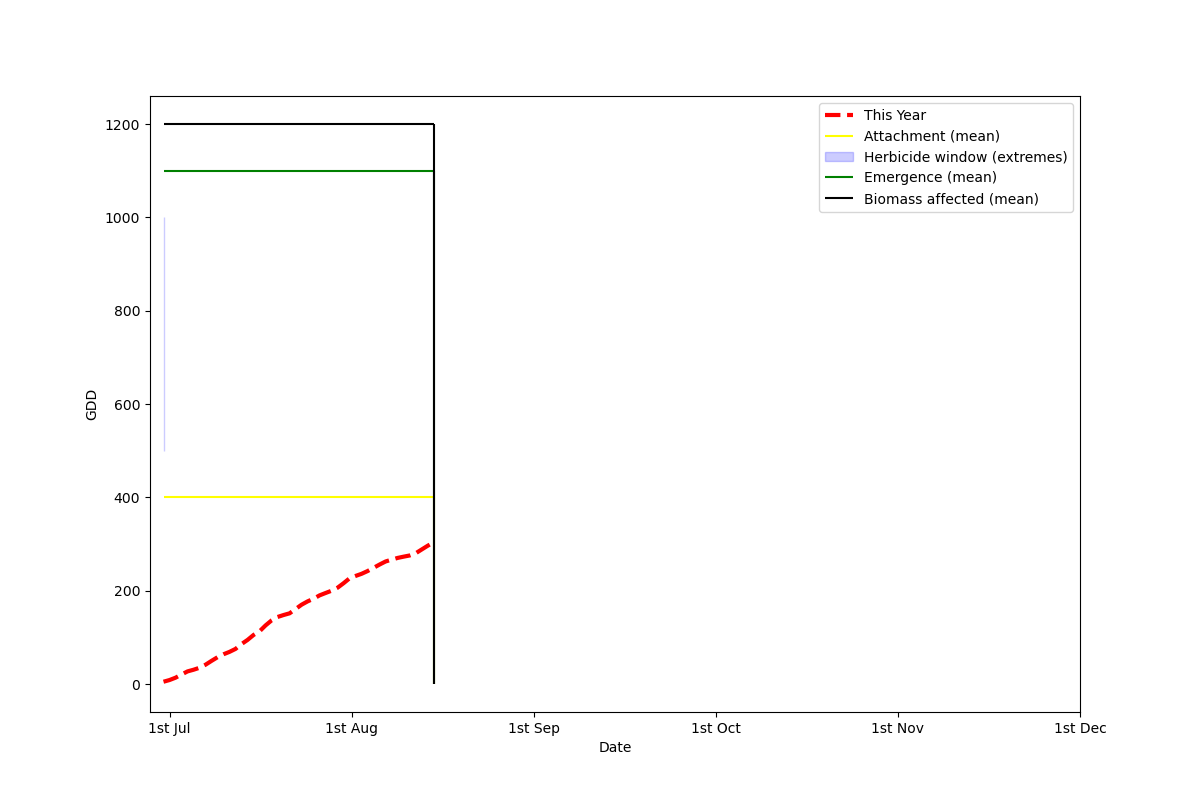 This Year
Attachment (mean)
Herbicide window (extremes)
Emergence (mean)
Biomass affected (mean)
1200
1000
800
600
400
200
0
GDD
1st Jul 1st Aug 1st Sep 1st Oct 1st Nov 1st Dec
Date